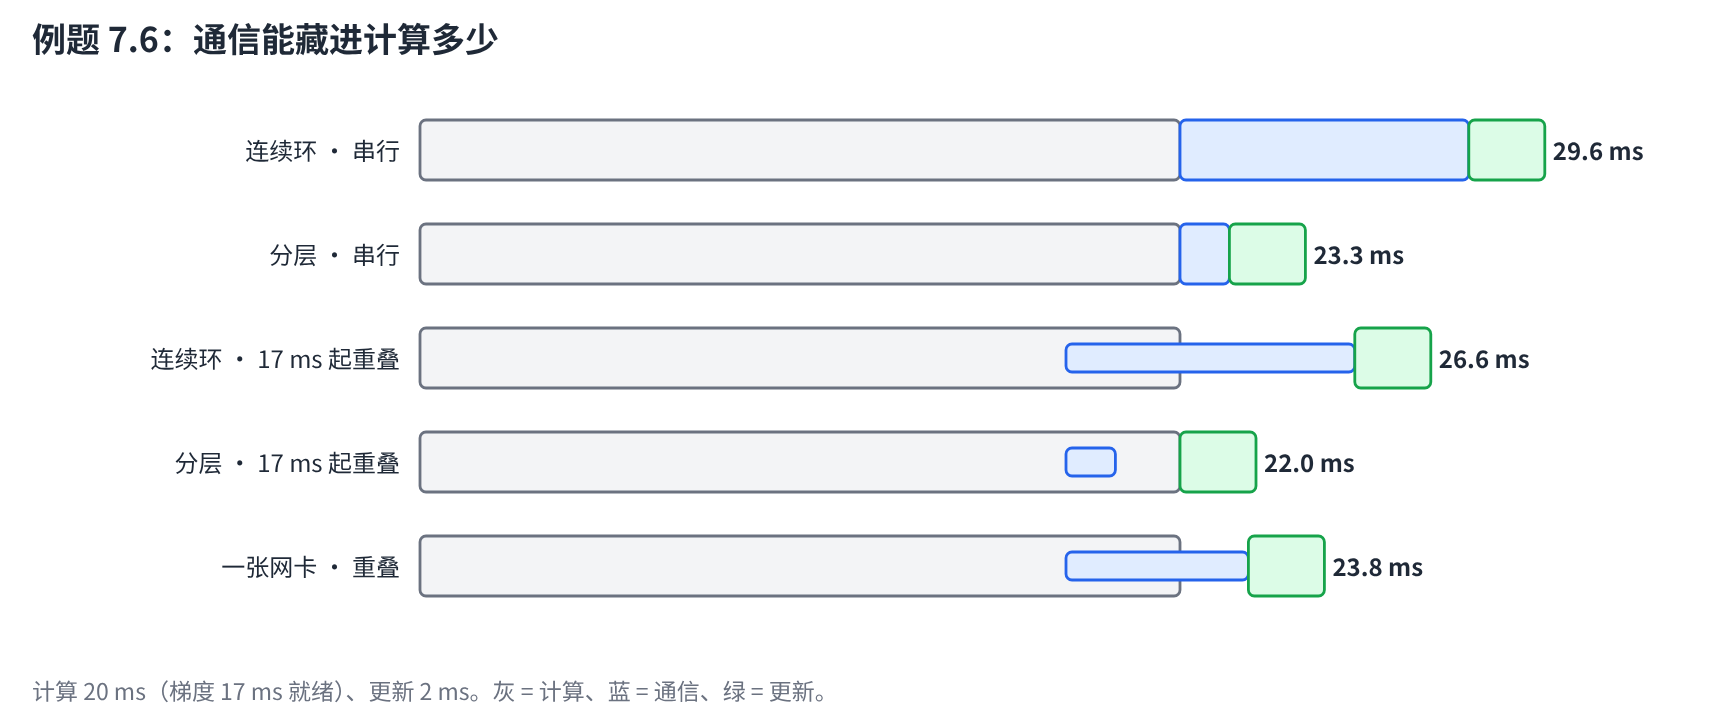 例题 7.6：通信能藏进计算多少
连续环 · 串行
29.6 ms
分层 · 串行
23.3 ms
连续环 · 17 ms 起重叠
26.6 ms
分层 · 17 ms 起重叠
22.0 ms
一张网卡 · 重叠
23.8 ms
计算 20 ms（梯度 17 ms 就绪）、更新 2 ms。灰 = 计算、蓝 = 通信、绿 = 更新。